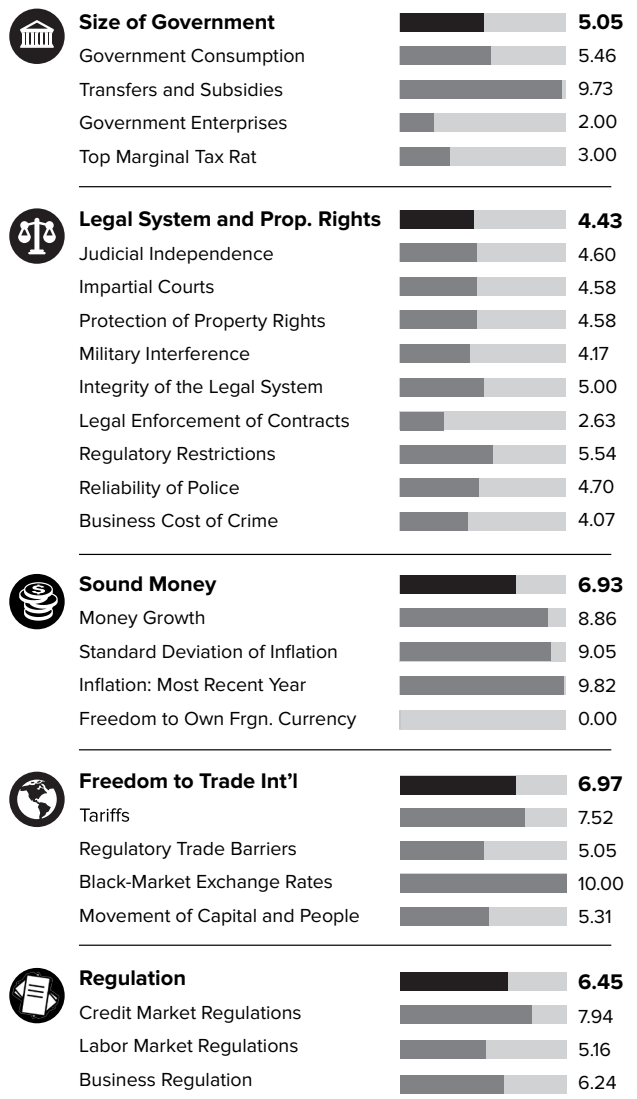 Size of Government 5.05
Government Consumption 5.46
Transfers and Subsidies 9.73
Government Enterprises 2.00
Top Marginal Tax Rat 3.00
Legal System and Prop. Rights 4.43
Judicial Independence 4.60
Impartial Courts 4.58
Protection of Property Rights 4.58
Military Interference 4.17
Integrity of the Legal System 5.00
Legal Enforcement of Contracts 2.63
Regulatory Restrictions 5.54
Reliability of Police 4.70
Business Cost of Crime 4.07
$
Sound Money 6.93
Money Growth 8.86
Standard Deviation of Inflation 9.05
Inflation: Most Recent Year 9.82
Freedom to Own Frgn. Currency 0.00
Freedom to Trade Int’l 6.97
Tariffs 7.52
Regulatory Trade Barriers 5.05
Black-Market Exchange Rates 10.00
Movement of Capital and People 5.31
Regulation 6.45
Credit Market Regulations 7.94
Labor Market Regulations 5.16
Business Regulation 6.24